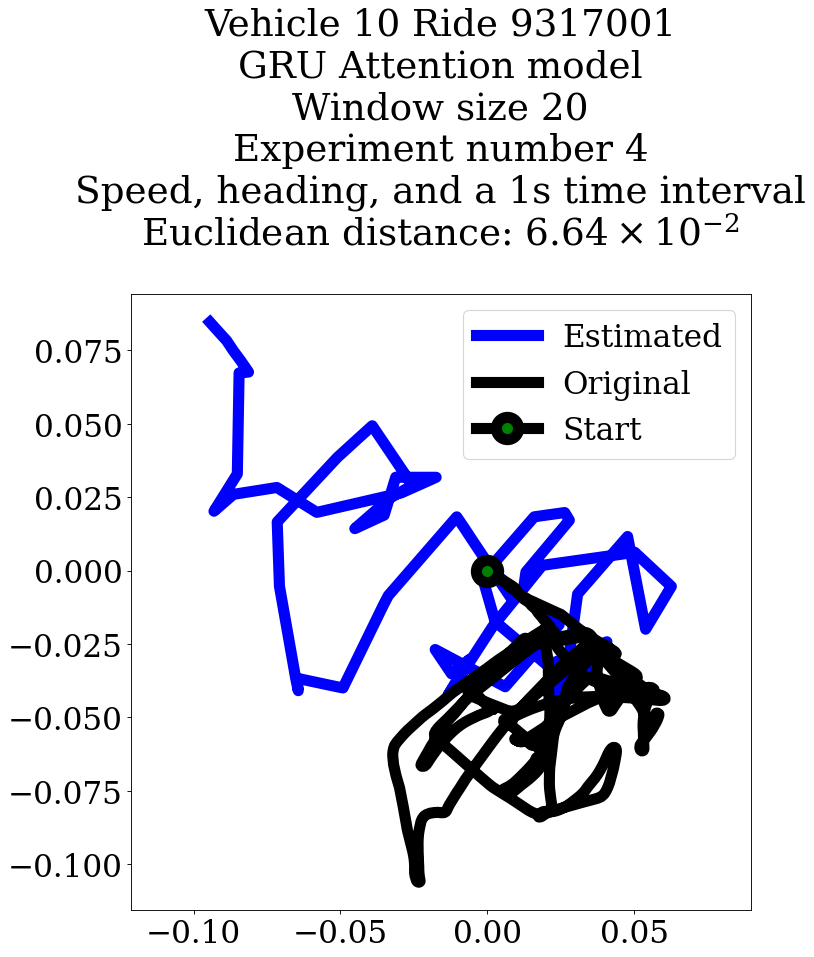 Vehicle 10 Ride 9317001
GRU Attention model
Window size 20
Experiment number 4
Speed, heading, and a 1s time interval
Euclidean distance: 6.64 × 10⁻²
Estimated
Original
Start
0.075
0.050
0.025
0.000
−0.025
−0.050
−0.075
−0.100
−0.10
−0.05
0.00
0.05